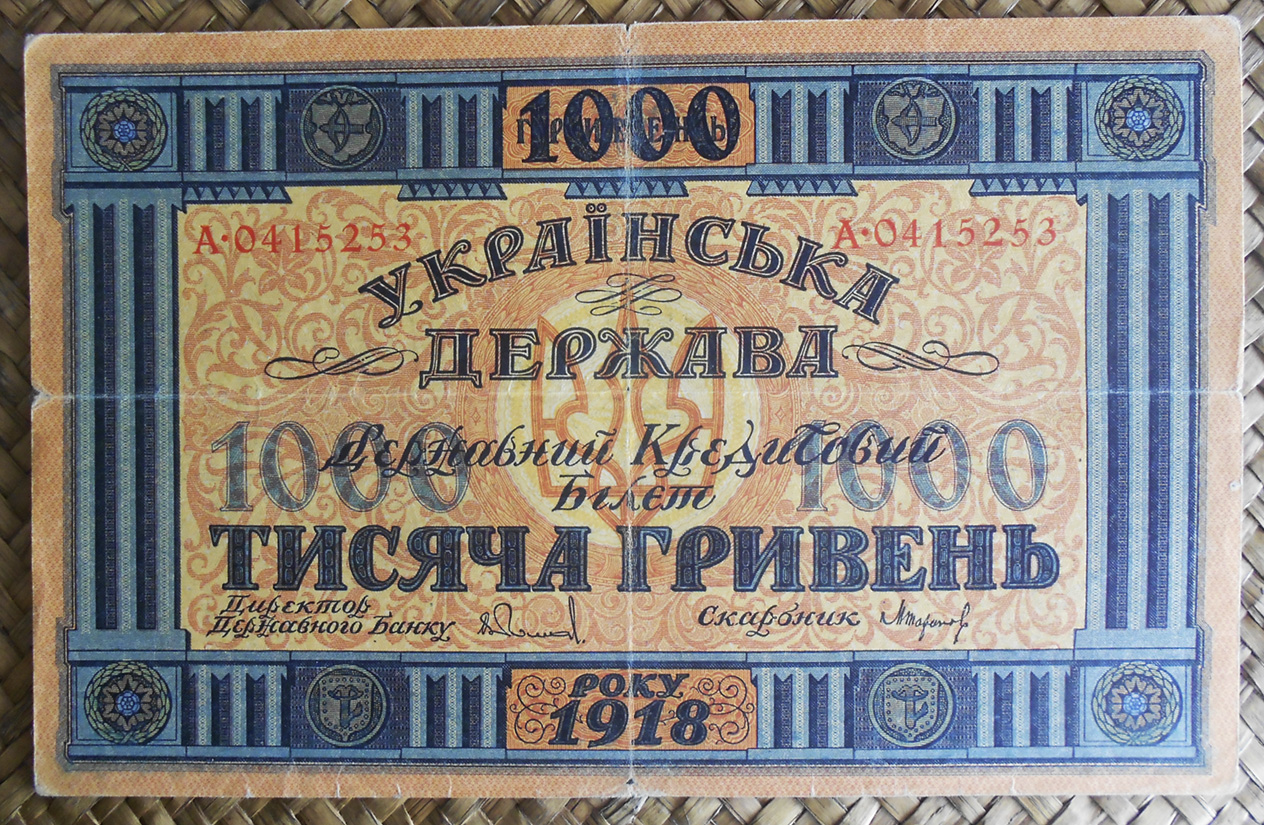 1000
ГРИВЕНЬ
А·0415253 А·0415253
УКРАЇНСЬКА
ДЕРЖАВА
1000 1000
Державний Кредитовий
Білет
ТИСЯЧА ГРИВЕНЬ
Директор
Державного Банку
Скарбник
РОКУ
1918